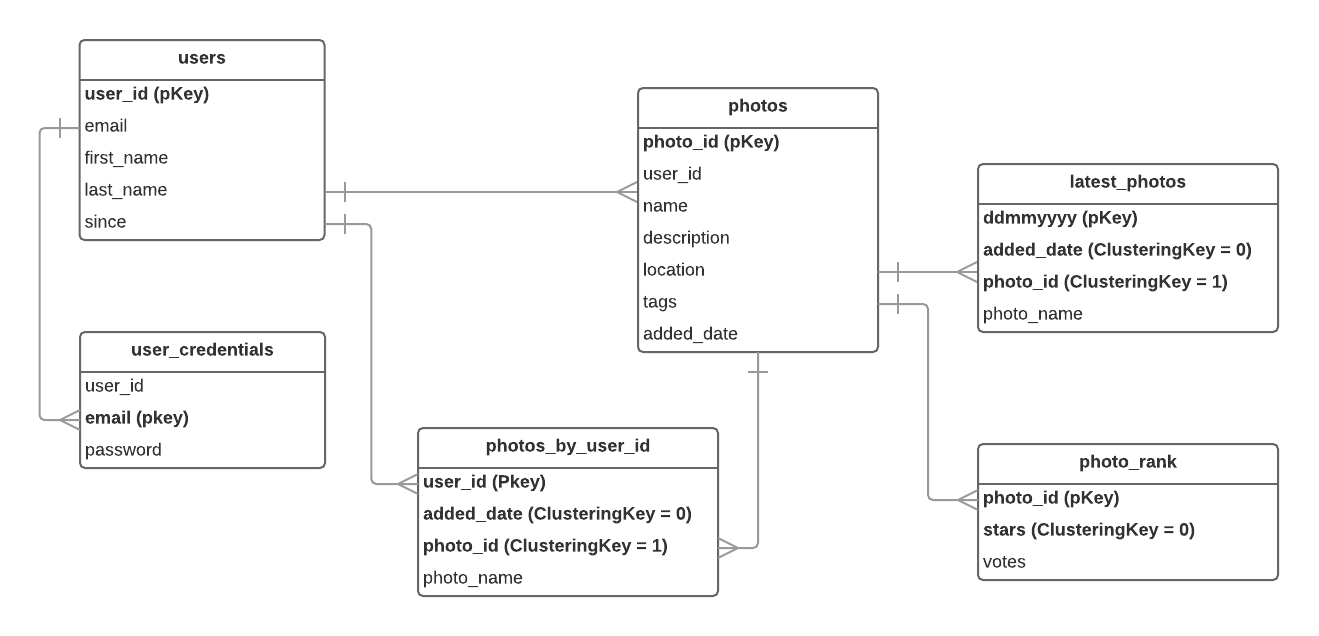 users
user_id (pKey)
email
first_name
last_name
since
user_credentials
user_id
email (pkey)
password
photos_by_user_id
user_id (Pkey)
added_date (ClusteringKey = 0)
photo_id (ClusteringKey = 1)
photo_name
photos
photo_id (pKey)
user_id
name
description
location
tags
added_date
latest_photos
ddmmyyyy (pKey)
added_date (ClusteringKey = 0)
photo_id (ClusteringKey = 1)
photo_name
photo_rank
photo_id (pKey)
stars (ClusteringKey = 0)
votes